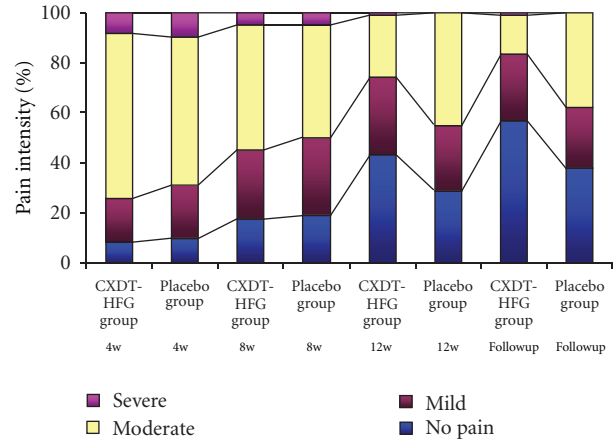 100
80
60
40
20
0
Pain intensity (%)
CXDT-
HFG
group
4w
Placebo
group
4w
CXDT-
HFG
group
8w
Placebo
group
8w
CXDT-
HFG
group
12w
Placebo
group
12w
CXDT-
HFG
group
Followup
Placebo
group
Followup
Severe
Moderate
Mild
No pain